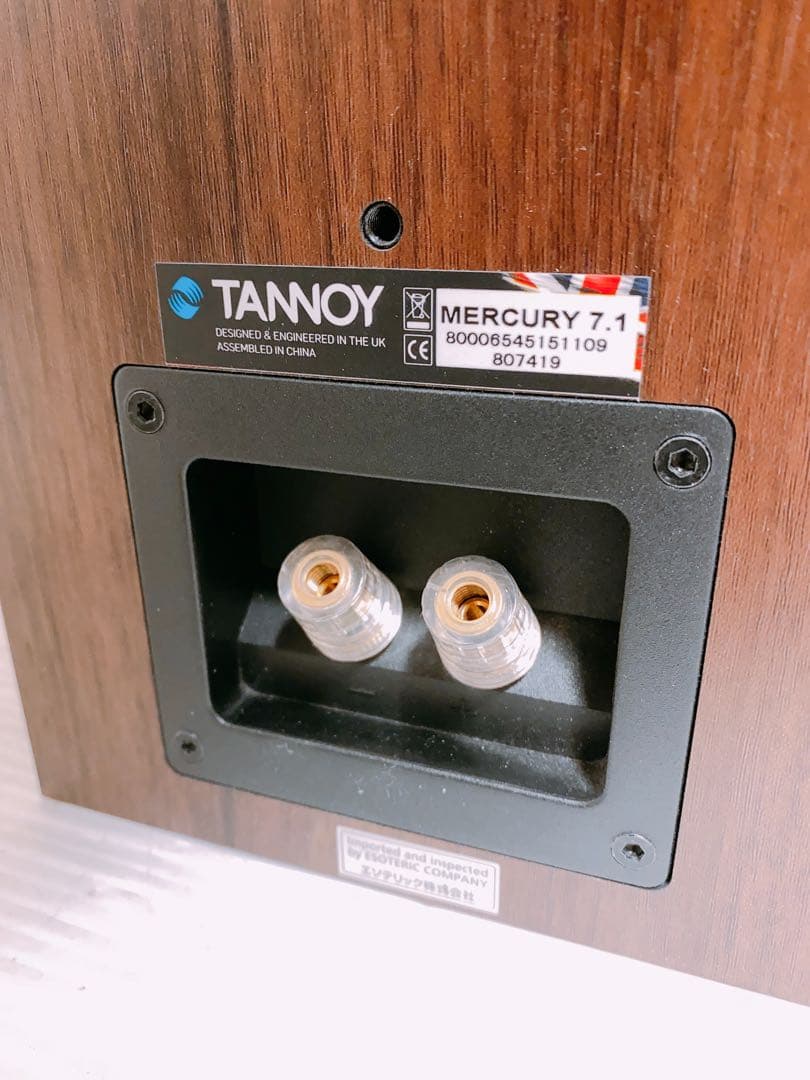 TANNOY
DESIGNED & ENGINEERED IN THE UK
ASSEMBLED IN CHINA
CE
MERCURY 7.1
80006545151109
807419
Imported and inspected
by ESOTERIC COMPANY
エソテリック株式会社